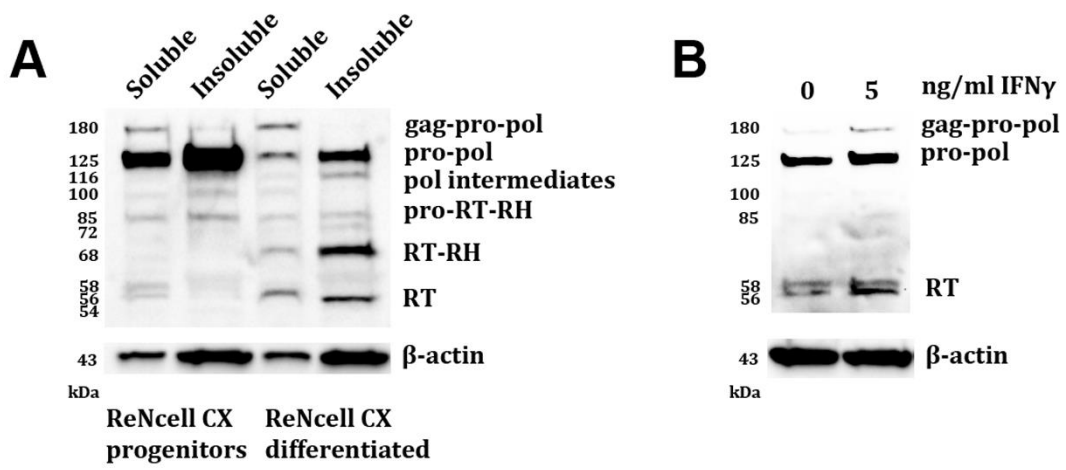 A
Soluble
Insoluble
Soluble
Insoluble
180
125
116
100
85
72
68
58
56
54
43
kDa
gag-pro-pol
pro-pol
pol intermediates
pro-RT-RH
RT-RH
RT
β-actin
ReNcell CX
progenitors
ReNcell CX
differentiated
B
0 5 ng/ml IFNγ
180
125
100
85
58
56
43
kDa
gag-pro-pol
pro-pol
RT
β-actin